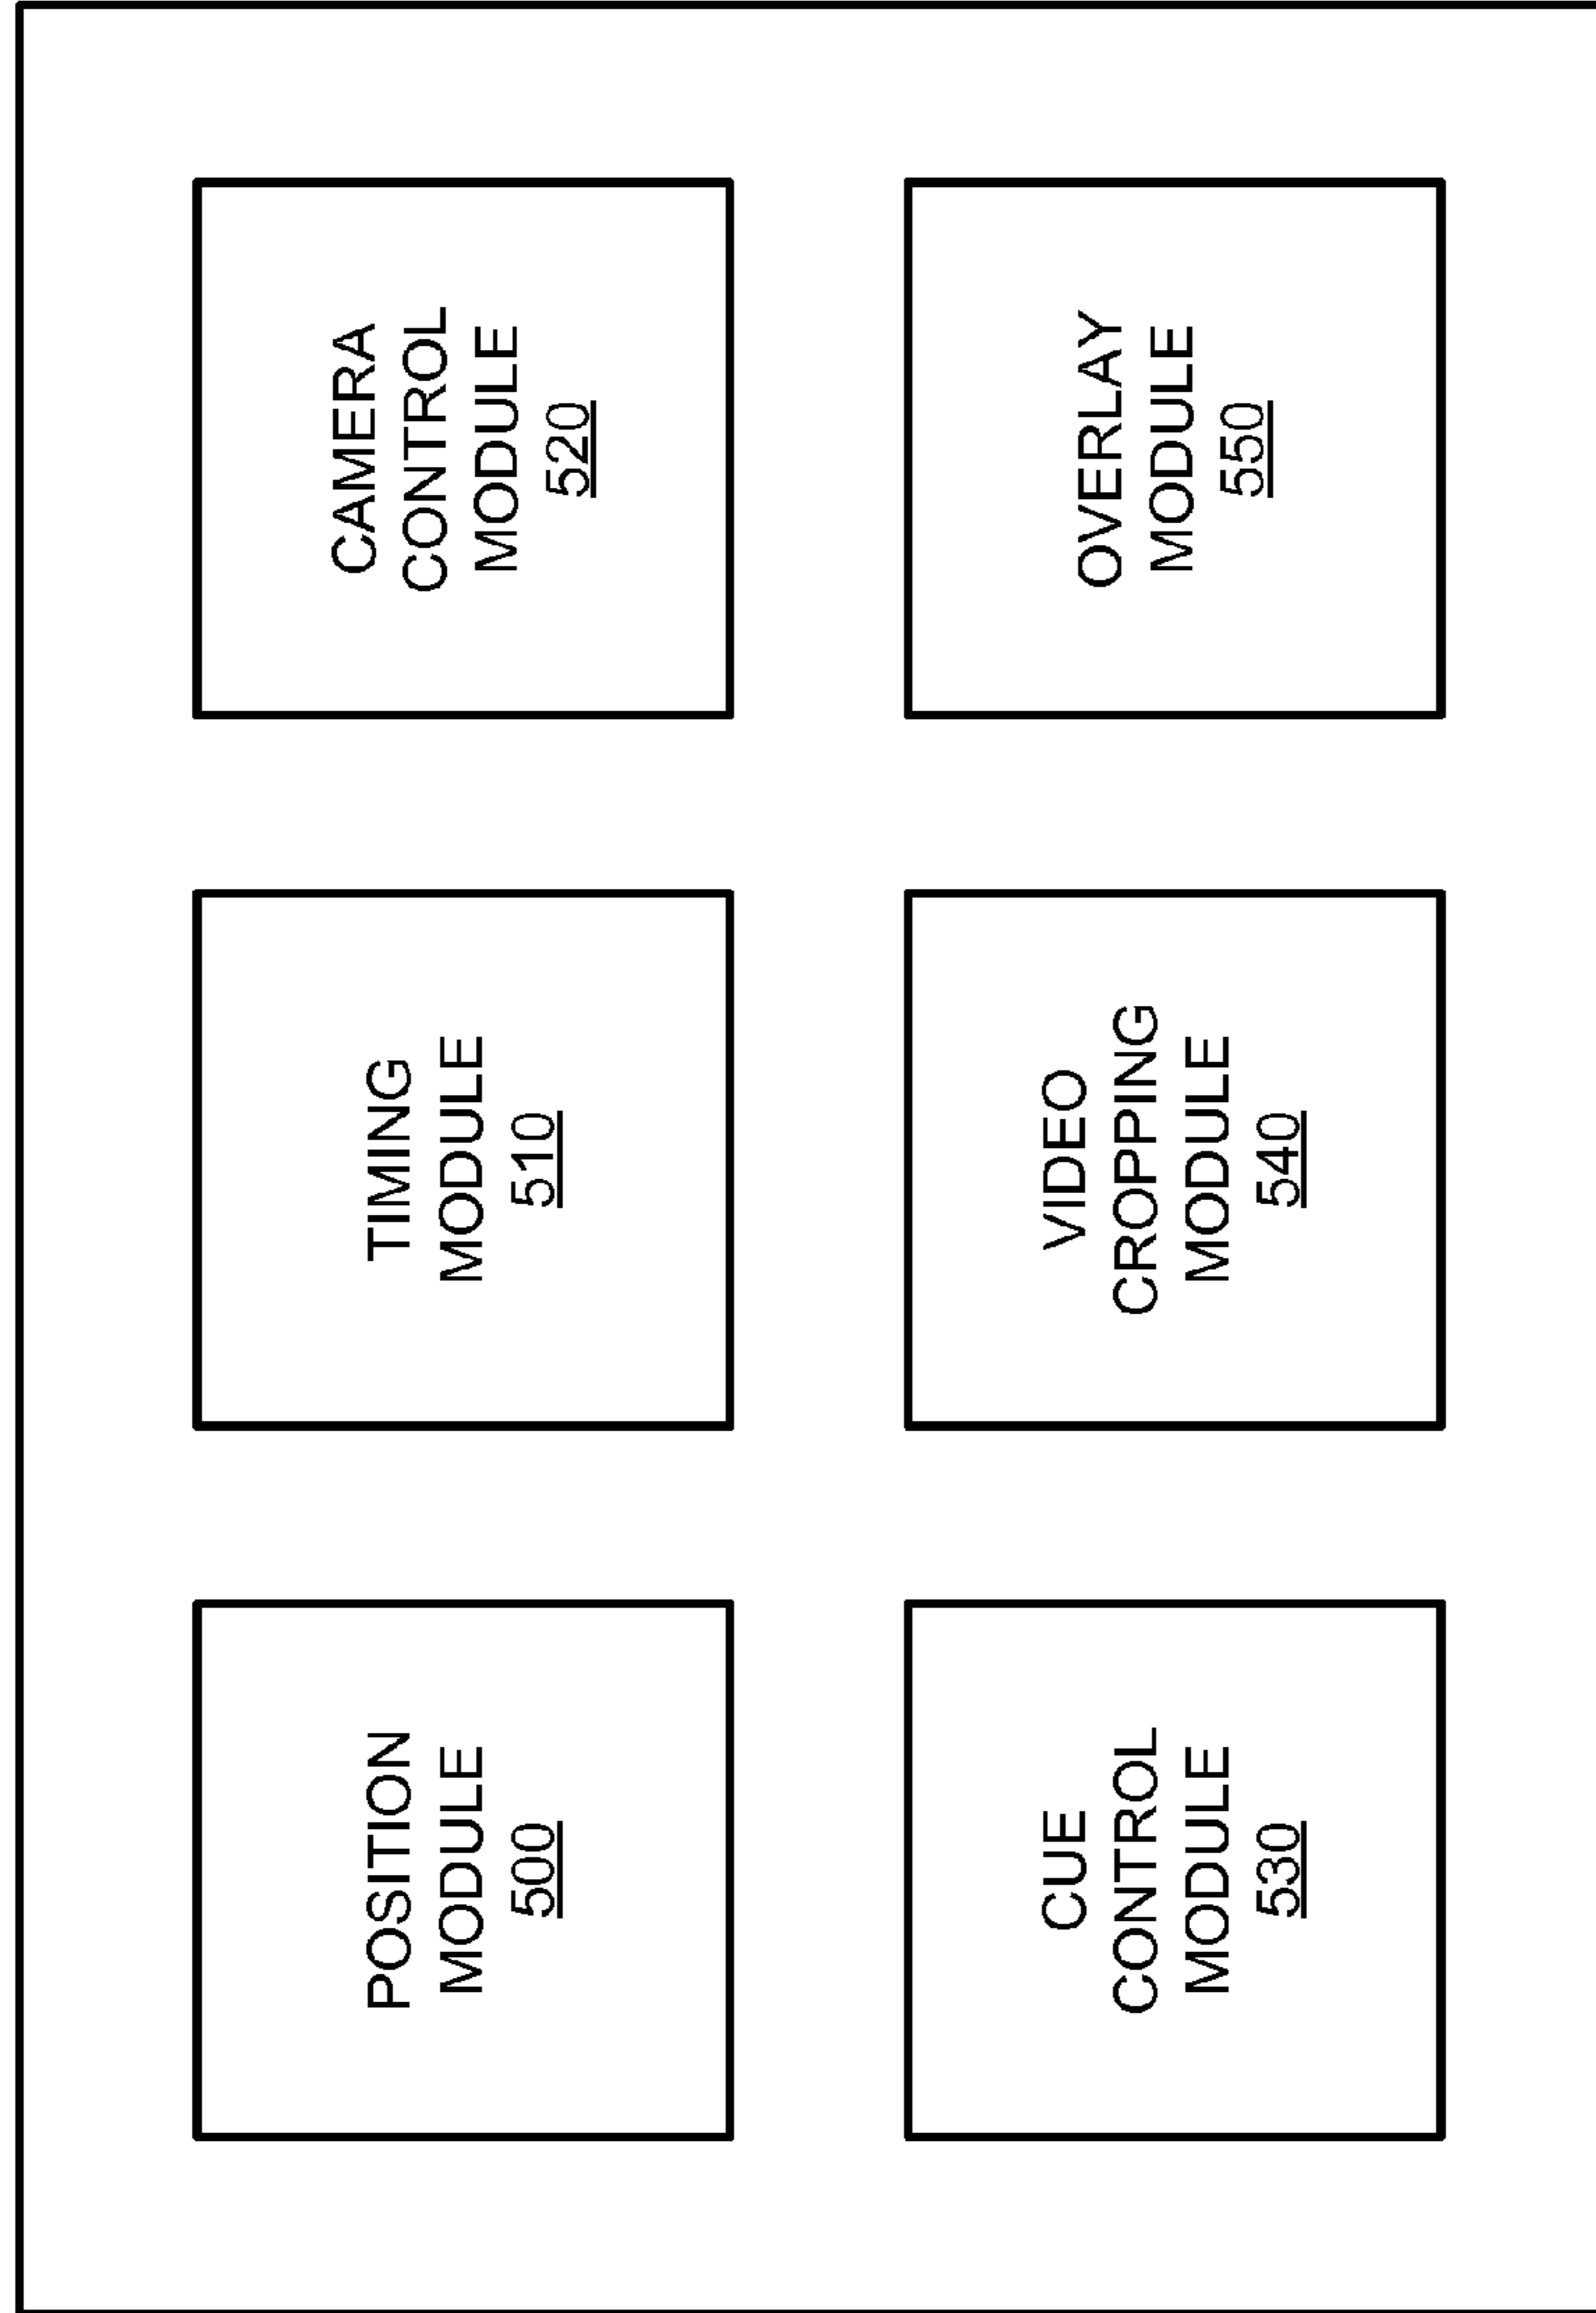 POSITION
MODULE
500
TIMING
MODULE
510
CAMERA
CONTROL
MODULE
520
CUE
CONTROL
MODULE
530
VIDEO
CROPPING
MODULE
540
OVERLAY
MODULE
550